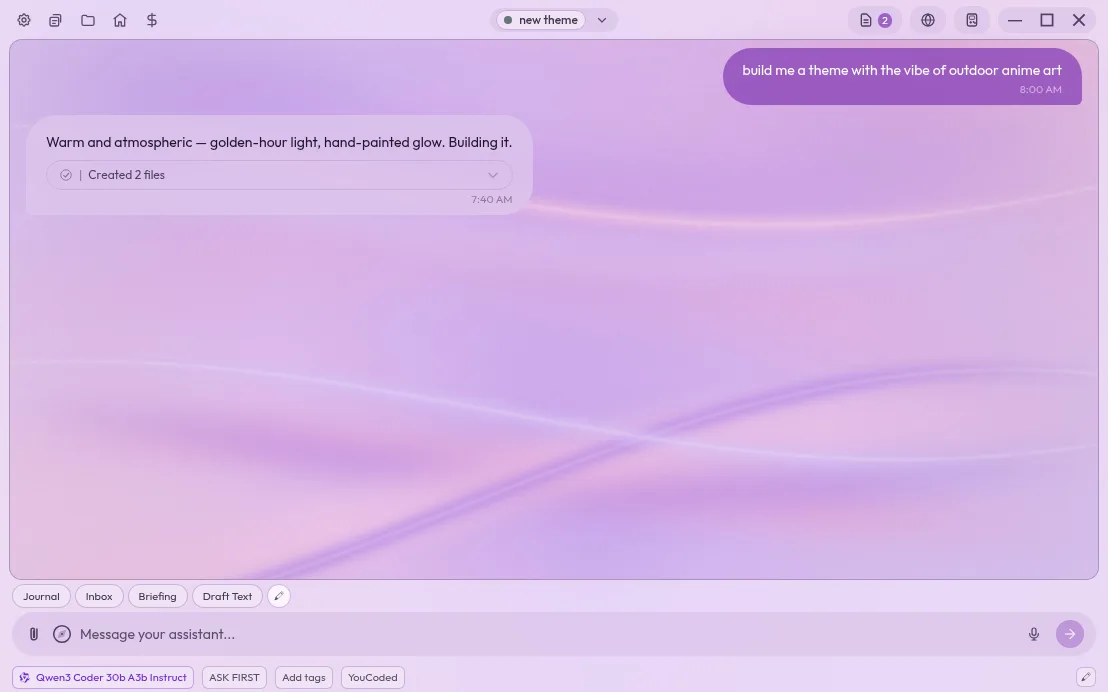 new theme
2
build me a theme with the vibe of outdoor anime art
8:00 AM
Warm and atmospheric — golden-hour light, hand-painted glow. Building it.
| Created 2 files
7:40 AM
Journal
Inbox
Briefing
Draft Text
Message your assistant...
Qwen3 Coder 30b A3b Instruct
ASK FIRST
Add tags
YouCoded